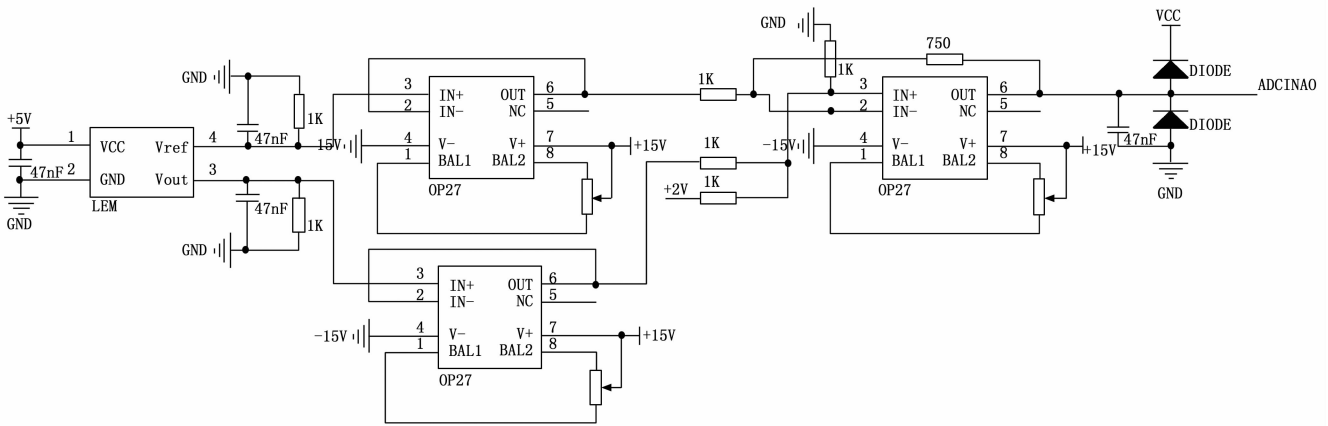 GND
VCC
750
GND
1K
1K
DIODE
3
IN+
OUT
6
3
IN+
OUT
6
ADCINAO
2
IN-
NC
5
2
IN-
NC
5
1K
+5V
47nF
DIODE
1
VCC
Vref
4
15V
4
V-
V+
7
+15V
1K
-15V
4
V-
V+
7
+15V
47nF
1
BAL1
BAL2
8
1
BAL1
BAL2
8
47nF
2
GND
Vout
3
OP27
+2V
1K
OP27
GND
LEM
47nF
GND
1K
GND
3
IN+
OUT
6
2
IN-
NC
5
-15V
4
V-
V+
7
+15V
1
BAL1
BAL2
8
OP27